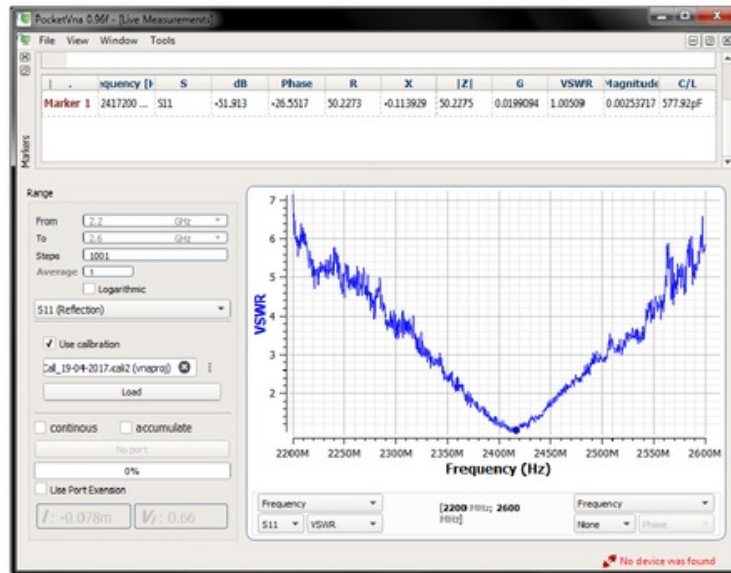 PocketVna 0.96f - [Live Measurements]
File View Window Tools
S dB Phase R X |Z| G VSWR Magnitude C/L
Marker 1 2417200 ... S11 -51.913 -26.5517 50.2273 -0.113929 50.2275 0.0199094 1.00509 0.00253717 577.92pF
Markers
Range
From 2.2 GHz
To 2.6 GHz
Steps 1001
Average 1
Logarithmic
S11 (Reflection)
Use calibration
Cal_19-04-2017.cali2 (vnaproj)
Load
continous accumulate
No port
0%
Use Port Exension
I : -0.078m
: 0.66
VSWR
7
6
5
4
3
2
2200M 2250M 2300M 2350M 2400M 2450M 2500M 2550M 2600M
Frequency (Hz)
Frequency
S11 VSWR
[2200 MHz; 2600
MHz]
Frequency
None Phase
No device was found